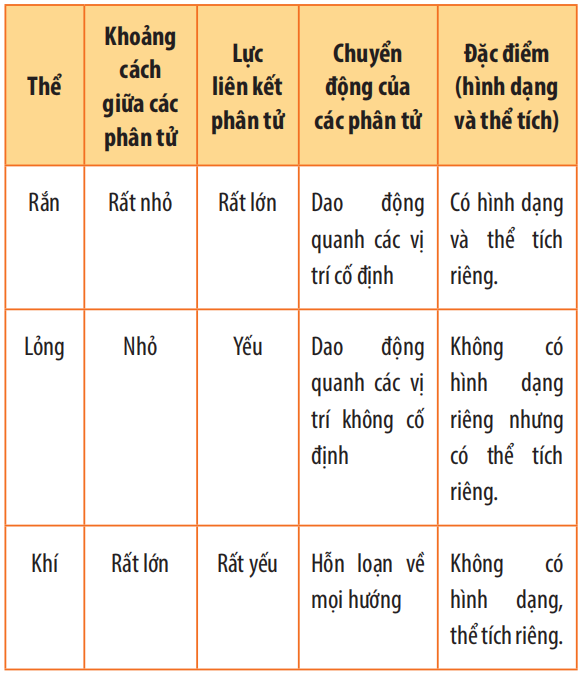 Thể
Khoảng
cách
giữa các
phân tử
Lực
liên kết
phân tử
Chuyển
động của
các phân tử
Đặc điểm
(hình dạng
và thể tích)
Rắn
Rất nhỏ
Rất lớn
Dao động
quanh các vị
trí cố định
Có hình dạng
và thể tích
riêng.
Lỏng
Nhỏ
Yếu
Dao động
quanh các vị
trí không cố
định
Không có
hình dạng
riêng nhưng
có thể tích
riêng.
Khí
Rất lớn
Rất yếu
Hỗn loạn về
mọi hướng
Không có
hình dạng,
thể tích riêng.